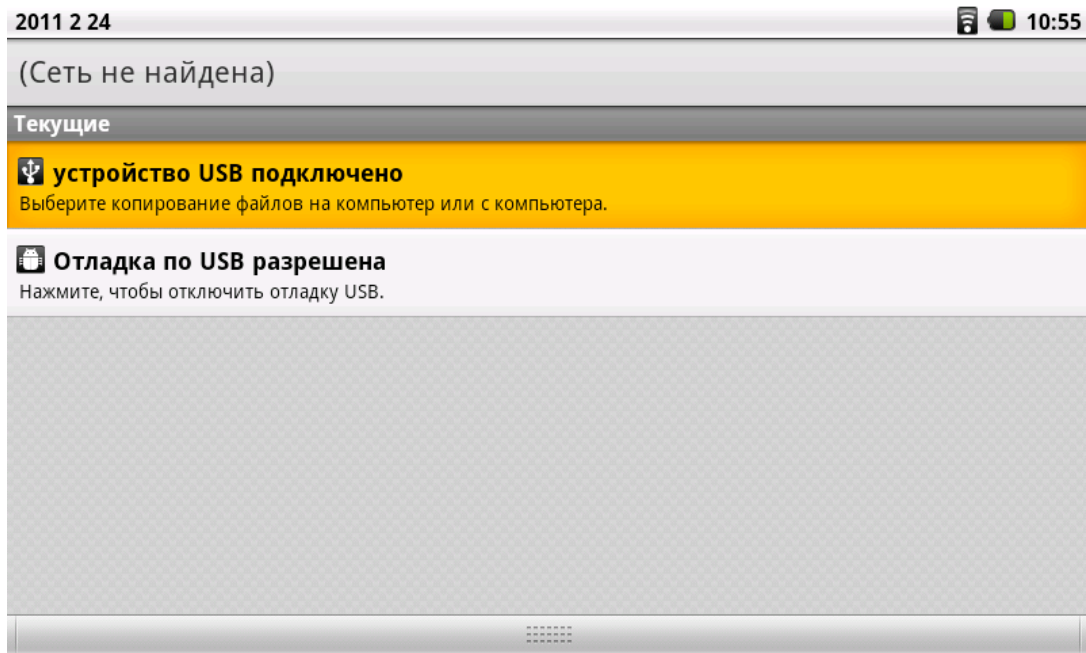 2011 2 24 10:55
(Сеть не найдена)
Текущие
устройство USB подключено
Выберите копирование файлов на компьютер или с компьютера.
Отладка по USB разрешена
Нажмите, чтобы отключить отладку USB.